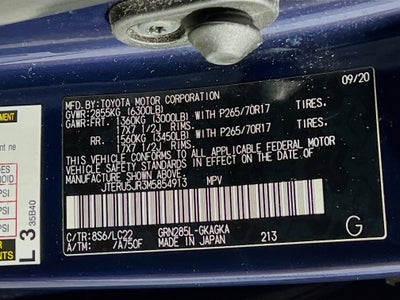 MFD.BY:TOYOTA MOTOR CORPORATION 09/20
GVWR:2855KG (6300LB)
GAWR:FRT. 1360KG (3000LB) WITH P265/70R17 TIRES.
17X7 1/2J RIMS.
RR. 1560KG (3450LB) WITH P265/70R17 TIRES.
17X7 1/2J RIMS.
THIS VEHICLE CONFORMS TO ALL APPLICABLE FEDERAL MOTOR
VEHICLE SAFETY STANDARDS IN EFFECT
ON THE DATE OF MANUFACTURE SHOWN ABOVE.
JTERU5JR3M5854913 MPV
C/TR:8S6/LC22 GRN285L-GKAGKA
A/TM: /A750F MADE IN JAPAN 213 G
L 3 35B40